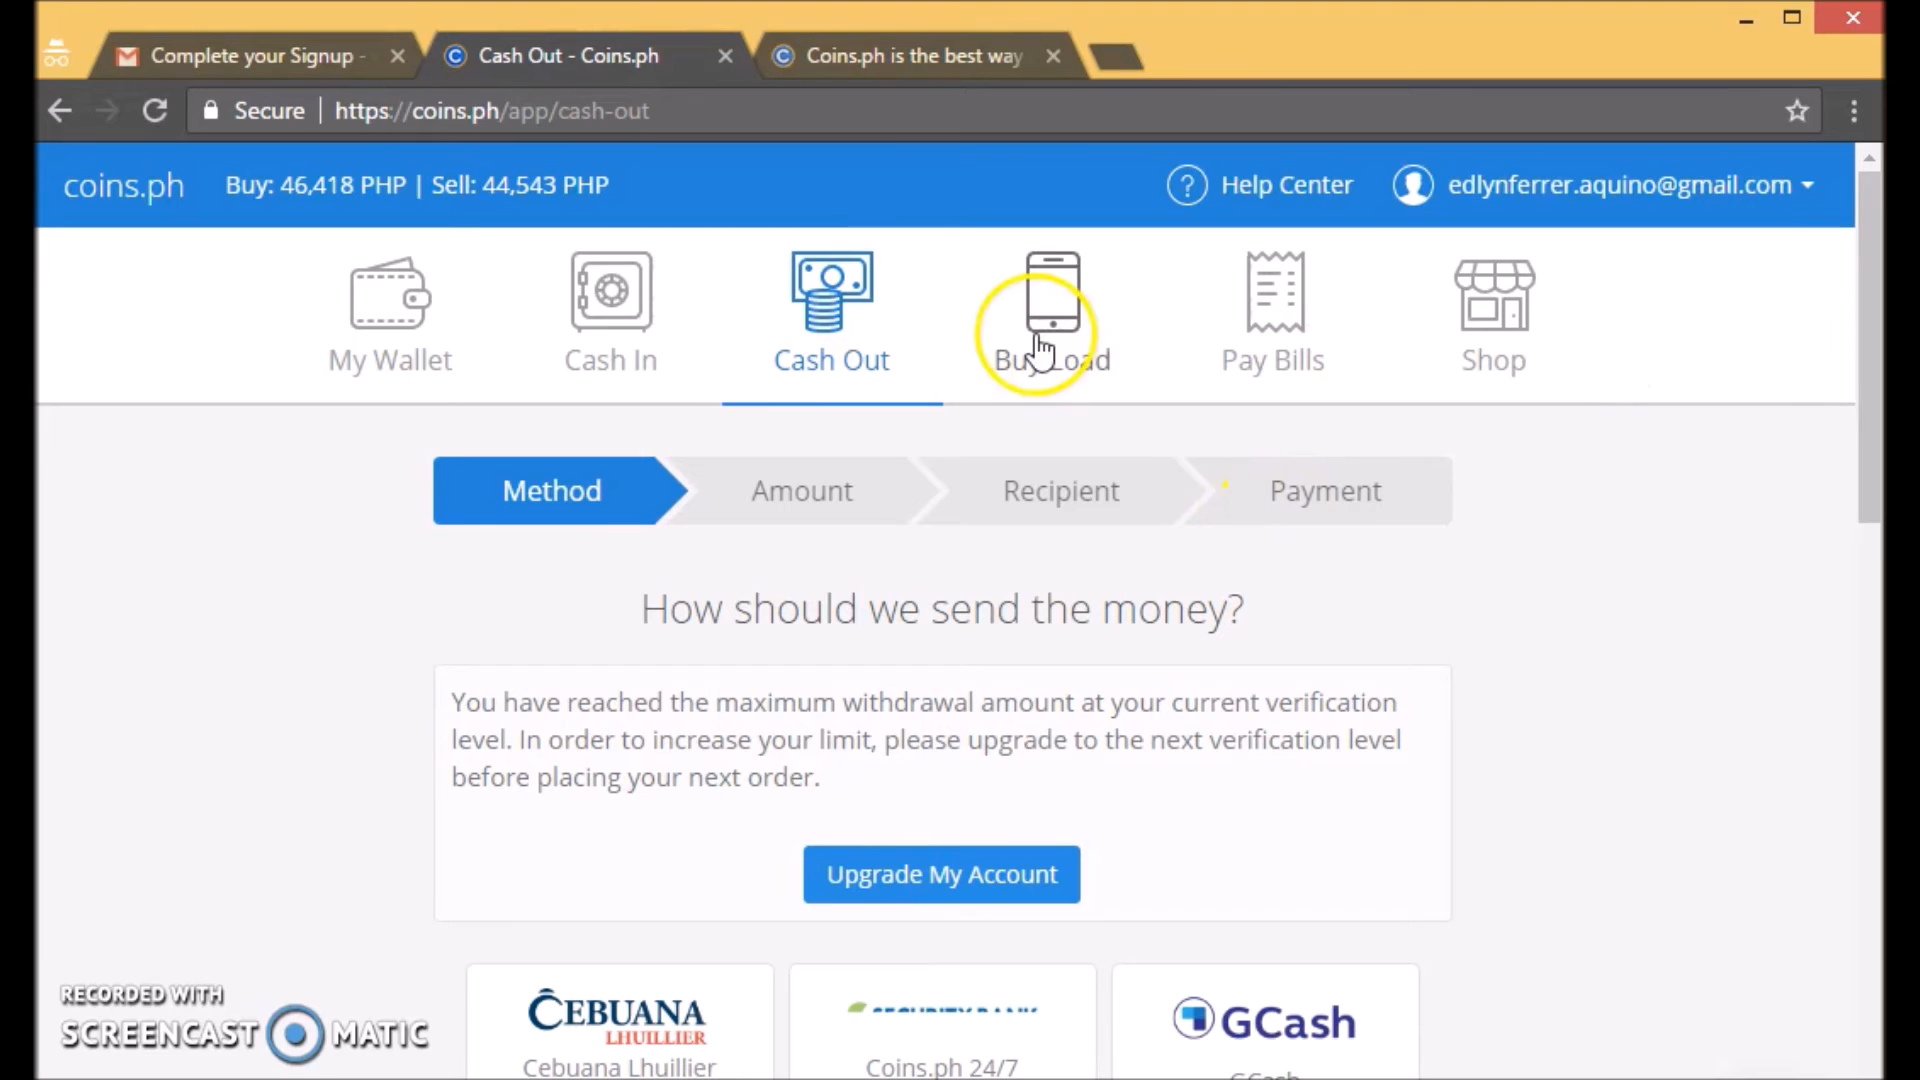 Complete your Signup -
Cash Out - Coins.ph
Coins.ph is the best way
Secure
https://coins.ph/app/cash-out
coins.ph
Buy: 46,418 PHP | Sell: 44,543 PHP
? Help Center
edlynferrer.aquino@gmail.com
My Wallet
Cash In
Cash Out
Buy Load
Pay Bills
Shop
Method
Amount
Recipient
Payment
How should we send the money?
You have reached the maximum withdrawal amount at your current verification
level. In order to increase your limit, please upgrade to the next verification level
before placing your next order.
Upgrade My Account
CEBUANA
LHUILLIER
Cebuana Lhuillier
SECURITY BANK
Coins.ph 24/7
GCash
GCash
RECORDED WITH
SCREENCAST MATIC